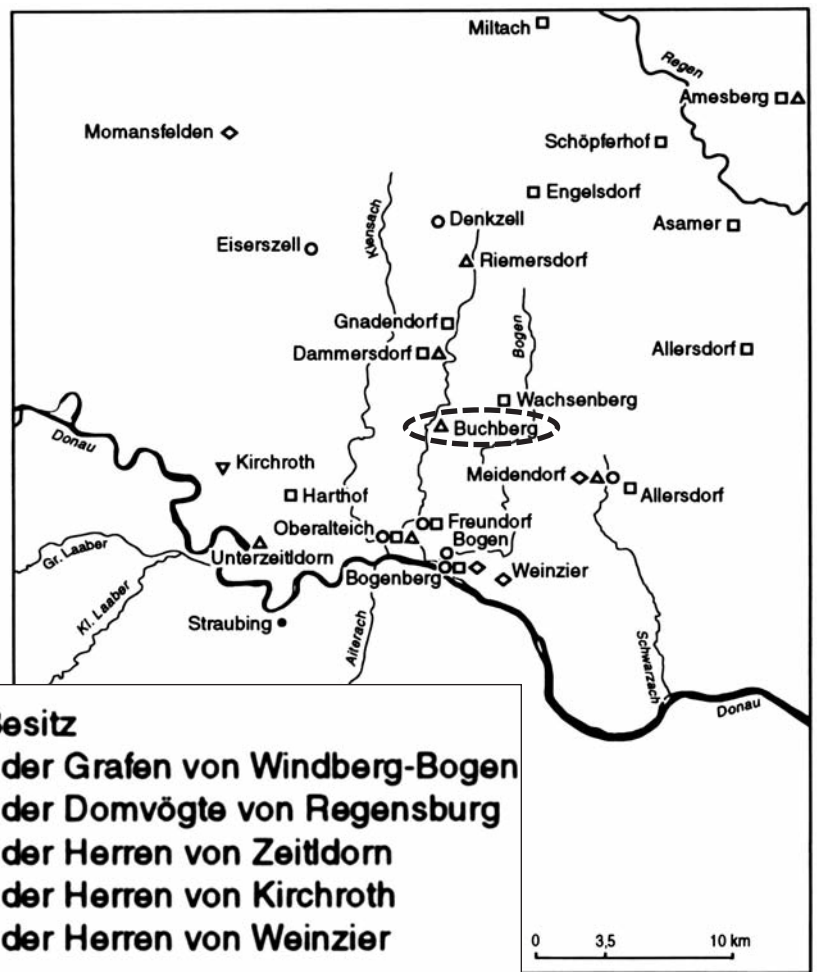 Miltach
Regen
Amesberg
Momansfelden
Schöpferhof
Engelsdorf
Kiensach
Denkzell
Asamer
Eiserszell
Riemersdorf
Gnadendorf
Bogen
Dammersdorf
Allersdorf
Wachsenberg
Buchberg
Donau
Kirchroth
Meidendorf
Harthof
Allersdorf
Oberalteich
Freundorf
Bogen
Gr. Laaber
Unterzeitldorn
Bogenberg
Weinzier
Kl. Laaber
Straubing
Aiterach
Schwarzach
Donau
esitz
der Grafen von Windberg-Bogen
der Domvögte von Regensburg
der Herren von Zeitldorn
der Herren von Kirchroth
der Herren von Weinzier
0 3,5 10 km